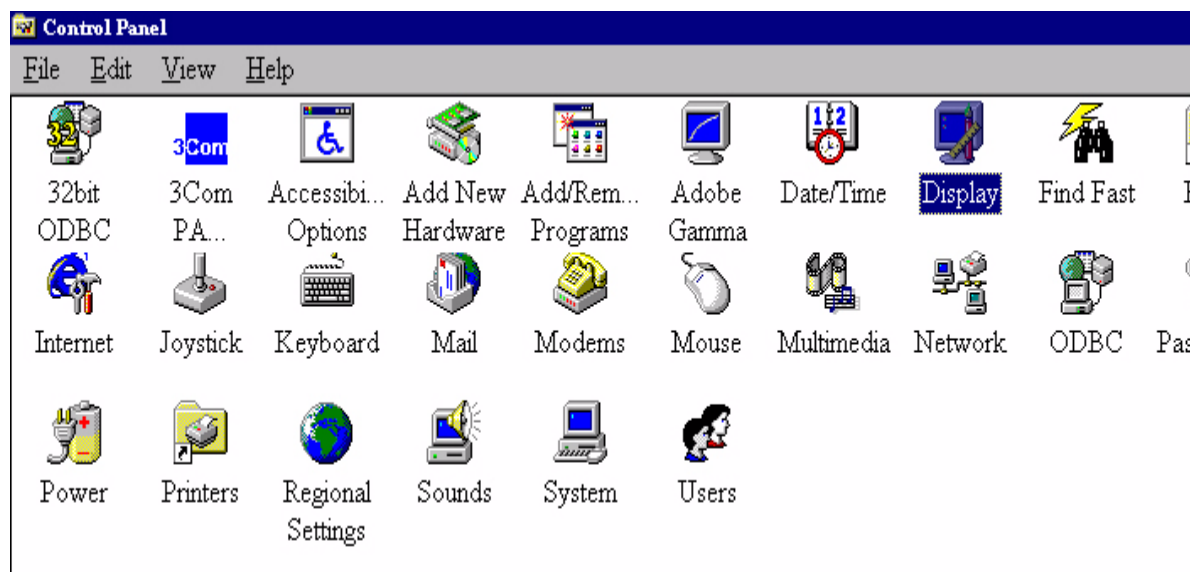 Control Panel
File Edit View Help
32
3Com
32bit ODBC
3Com PA...
Accessibi... Options
Add New Hardware
Add/Rem... Programs
Adobe Gamma
Date/Time
Display
Find Fast
Internet
Joystick
Keyboard
Mail
Modems
Mouse
Multimedia
Network
ODBC
Pas
Power
Printers
Regional Settings
Sounds
System
Users